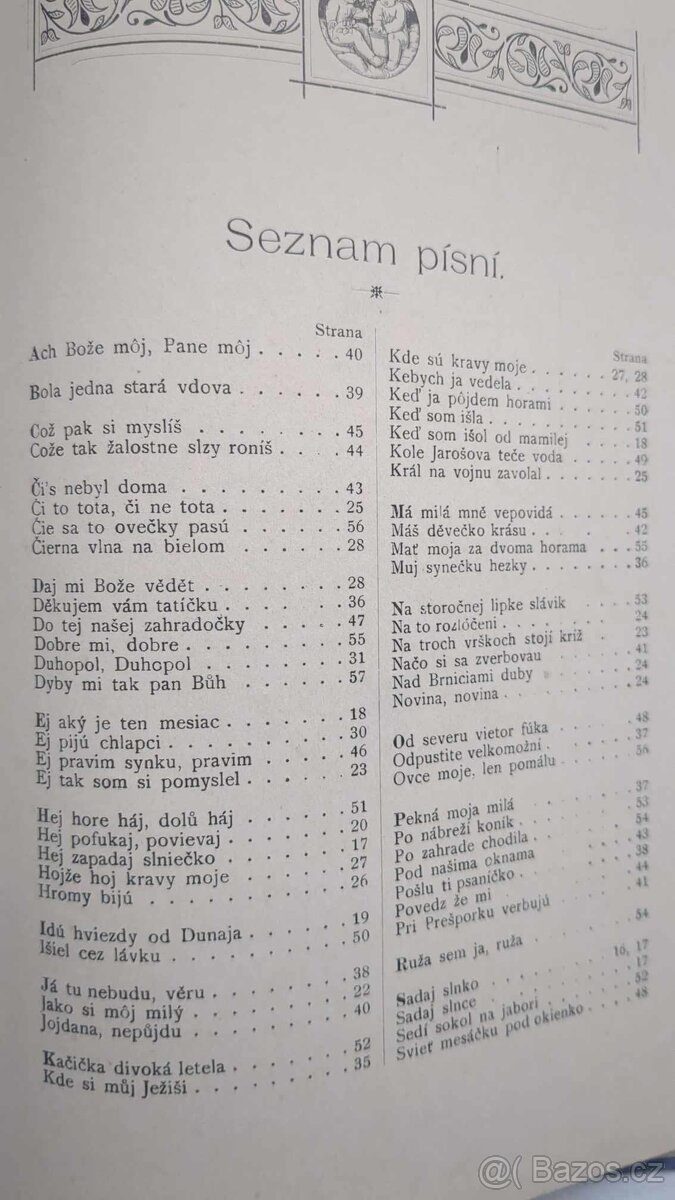 Seznam písní.
Strana
Ach Bože môj, Pane môj . . . . . 40
Bola jedna stará vdova . . . . . . 39
Což pak si myslíš . . . . . . . 45
Cože tak žalostne slzy roníš . . . 44
Či's nebyl doma . . . . . . . . 43
Či to tota, či ne tota . . . . . . 25
Čie sa to ovečky pasú . . . . . . 56
Čierna vlna na bielom . . . . . . 28
Daj mi Bože vědět . . . . . . . 28
Děkujem vám tatíčku . . . . . . 36
Do tej našej zahradočky . . . . . 47
Dobre mi, dobre . . . . . . . . 55
Duhopol, Duhopol . . . . . . . 31
Dyby mi tak pan Bůh . . . . . . 57
Ej aký je ten mesiac . . . . . . 18
Ej pijú chlapci . . . . . . . . 30
Ej pravim synku, pravim . . . . . 46
Ej tak som si pomyslel . . . . . 23
Hej hore háj, dolů háj . . . . . 51
Hej pofukaj, povievaj . . . . . . 20
Hej zapadaj slniečko . . . . . . 17
Hojže hoj kravy moje . . . . . . 27
Hromy bijú . . . . . . . . . 26
Idú hviezdy od Dunaja . . . . . . 19
Išiel cez lávku . . . . . . . . 50
Já tu nebudu, věru . . . . . . . 38
Jako si môj milý . . . . . . . 22
Jojdana, nepůjdu . . . . . . . 40
Kačička divoká letela . . . . . . 52
Kde si můj Ježiši . . . . . . . 35
Strana
Kde sú kravy moje . . . . . 27, 28
Kebych ja vedela . . . . . . . 42
Keď ja pôjdem horami . . . . . 50
Keď som išla . . . . . . . . 51
Keď som išol od mamilej . . . . 18
Kole Jarošova teče voda . . . . 49
Král na vojnu zavolal . . . . . 25
Má milá mně vepovidá . . . . . 45
Máš děvečko krásu . . . . . . 42
Mať moja za dvoma horama . . . 55
Muj synečku hezky . . . . . . 36
Na storočnej lipke slávik . . . . 53
Na to rozlóčeni . . . . . . . 24
Na troch vrškoch stojí križ . . . 23
Načo si sa zverbovau . . . . . 41
Nad Brniciami duby . . . . . . 24
Novina, novina . . . . . . . . 24
Od severu vietor fúka . . . . . 48
Odpustite velkomožní . . . . . . 37
Ovce moje, len pomálu . . . . . 56
Pekná moja milá . . . . . . . 37
Po nábreží koník . . . . . . . 53
Po zahrade chodila . . . . . . 54
Pod našima oknama . . . . . . 43
Pošlu ti psaníčko . . . . . . . 38
Povedz že mi . . . . . . . . 44
Pri Prešporku verbujú . . . . . 41
Ruža sem ja, ruža . . . . . . 54
Sadaj slnko . . . . . . . 16, 17
Sadaj slnce . . . . . . . . 17
Sedí sokol na jabori . . . . . . 52
Svieť mesáčku pod okienko . . . . 48
@ Bazos.cz